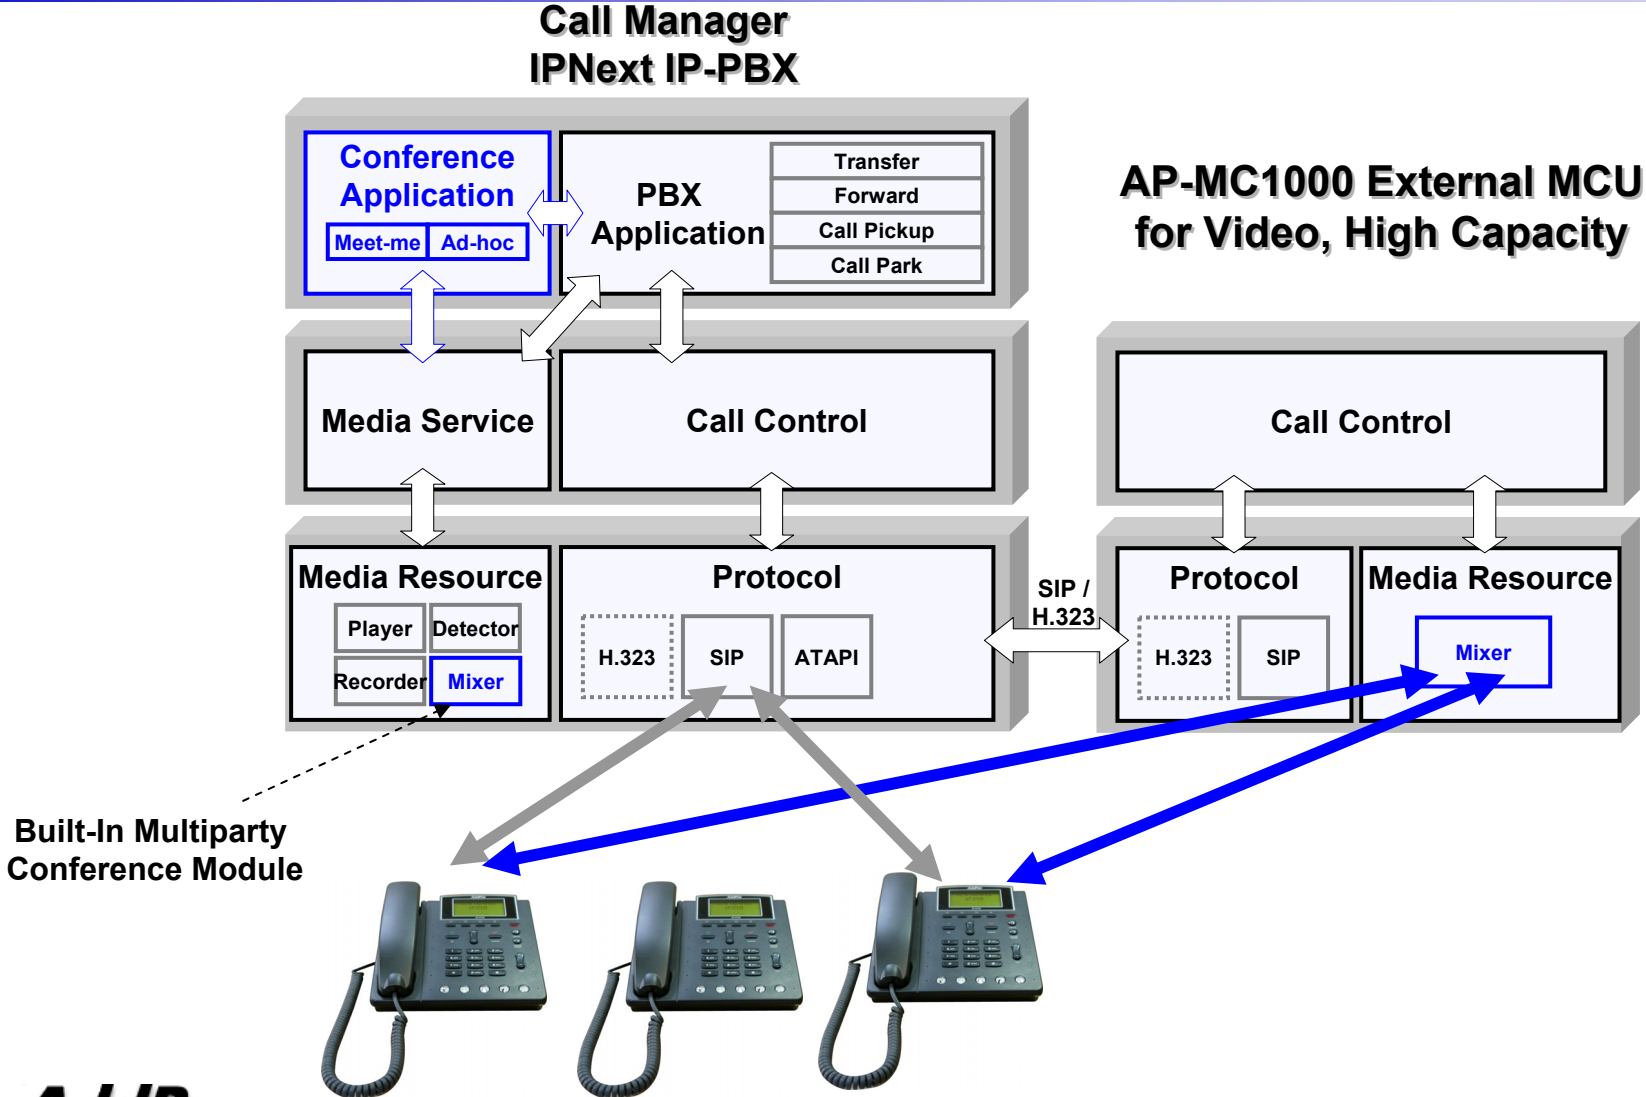 Call Manager
IPNext IP-PBX
Conference
Application
Meet-me
Ad-hoc
PBX
Application
Transfer
Forward
Call Pickup
Call Park
AP-MC1000 External MCU
for Video, High Capacity
Media Service
Call Control
Call Control
Media Resource
Player
Detector
Recorder
Mixer
Protocol
H.323
SIP
ATAPI
SIP /
H.323
Protocol
H.323
SIP
Media Resource
Mixer
Built-In Multiparty
Conference Module